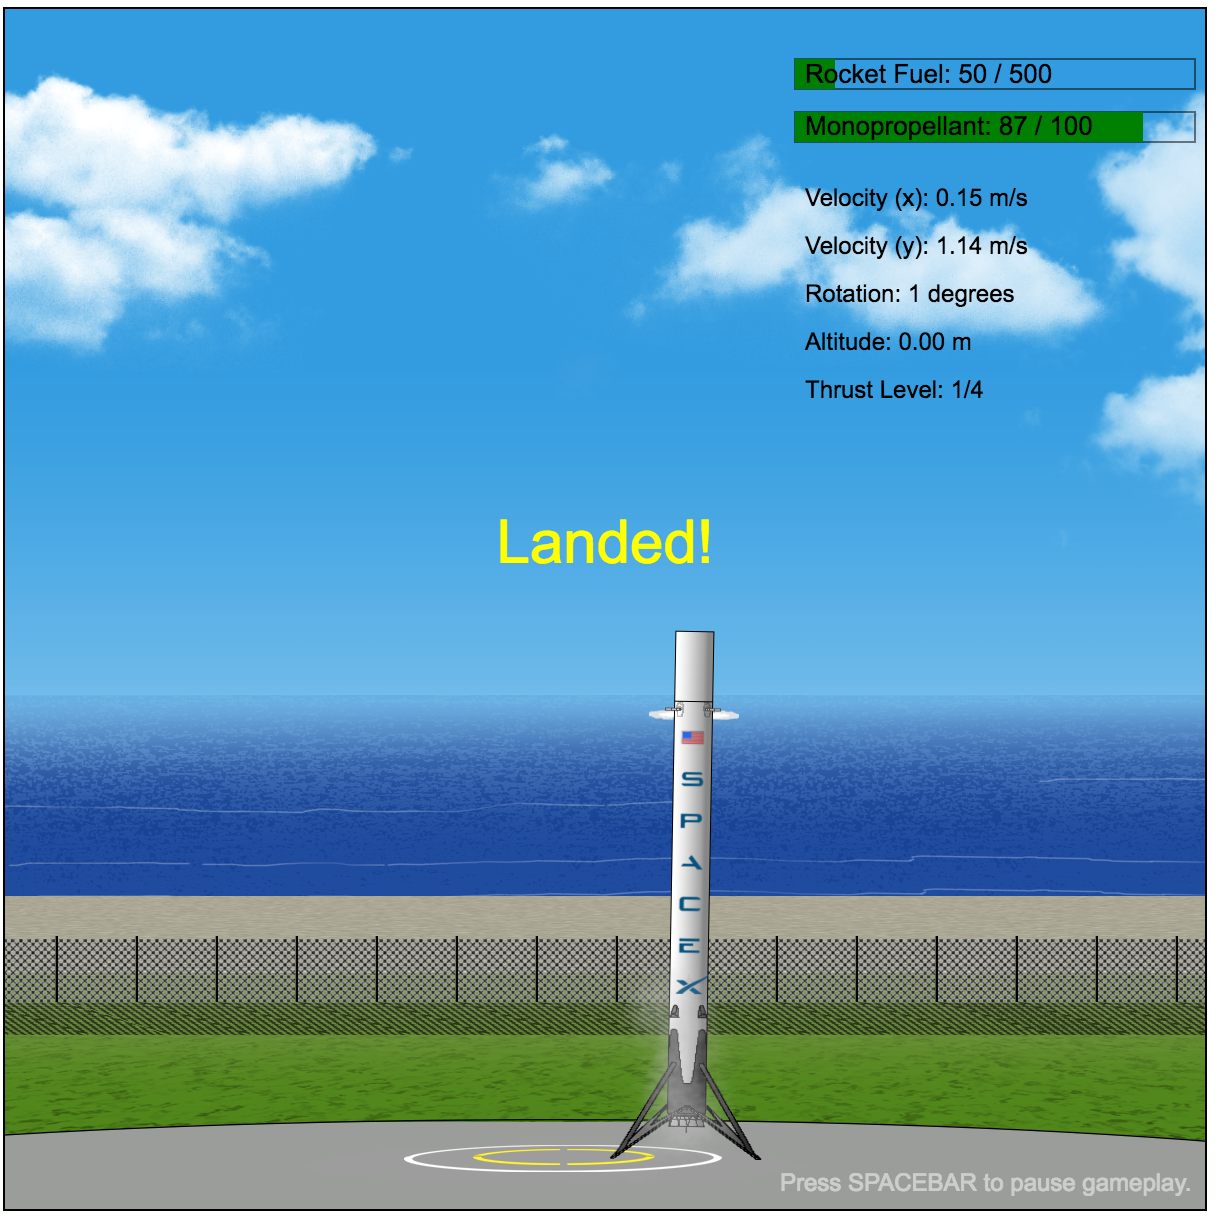 Rocket Fuel: 50 / 500
Monopropellant: 87 / 100
Velocity (x): 0.15 m/s
Velocity (y): 1.14 m/s
Rotation: 1 degrees
Altitude: 0.00 m
Thrust Level: 1/4
Landed!
SPACEX
Press SPACEBAR to pause gameplay.